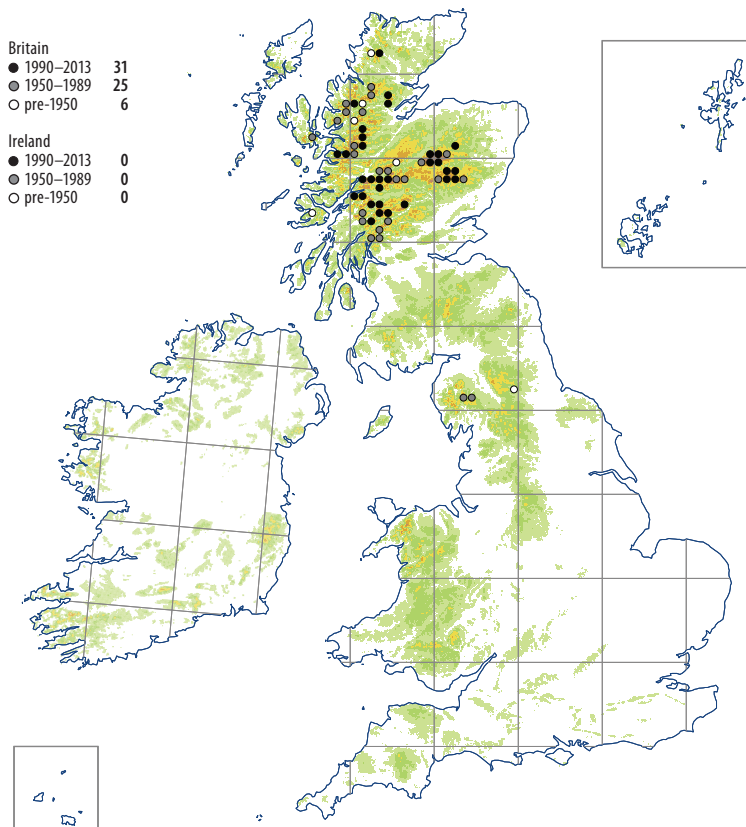 Britain
● 1990–2013 31
● 1950–1989 25
○ pre-1950 6
Ireland
● 1990–2013 0
● 1950–1989 0
○ pre-1950 0